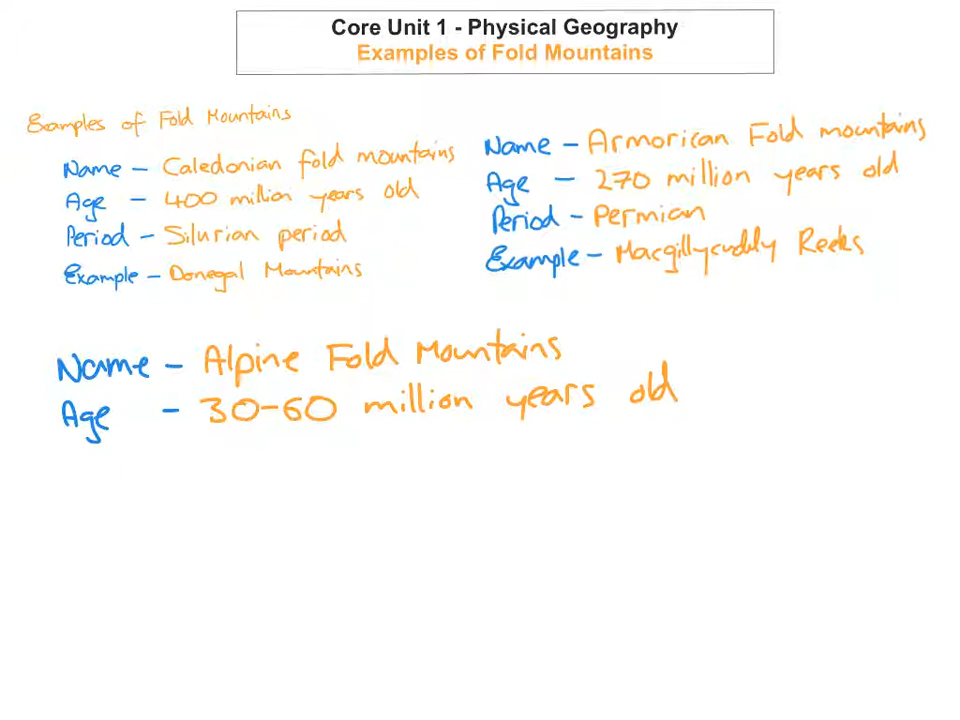 Core Unit 1 - Physical Geography
Examples of Fold Mountains
Examples of Fold Mountains
Name - Caledonian fold mountains
Age - 400 million years old
Period - Silurian period
Example - Donegal Mountains
Name - Armorican Fold mountains
Age - 270 million years old
Period - Permian
Example - Macgillycuddy Reeks
Name - Alpine Fold Mountains
Age - 30-60 million years old